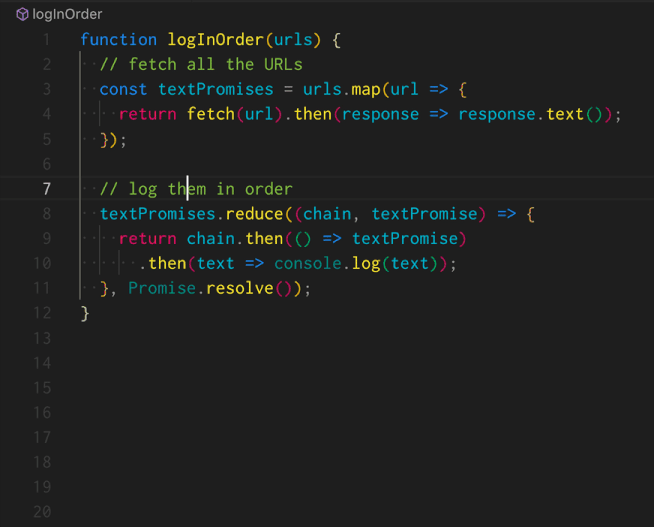 logInOrder
1 function logInOrder(urls) {
2 // fetch all the URLs
3 const textPromises = urls.map(url => {
4 return fetch(url).then(response => response.text());
5 });
6
7 // log them in order
8 textPromises.reduce((chain, textPromise) => {
9 return chain.then(() => textPromise)
10 .then(text => console.log(text));
11 }, Promise.resolve());
12 }
13
14
15
16
17
18
19
20